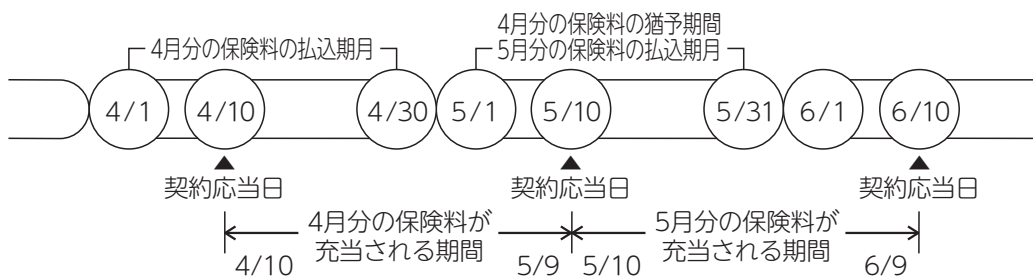 4月分の保険料の払込期月
4月分の保険料の猶予期間
5月分の保険料の払込期月
4/1
4/10
4/30
5/1
5/10
5/31
6/1
6/10
契約応当日
契約応当日
契約応当日
4月分の保険料が
充当される期間
5月分の保険料が
充当される期間
4/10
5/9
5/10
6/9